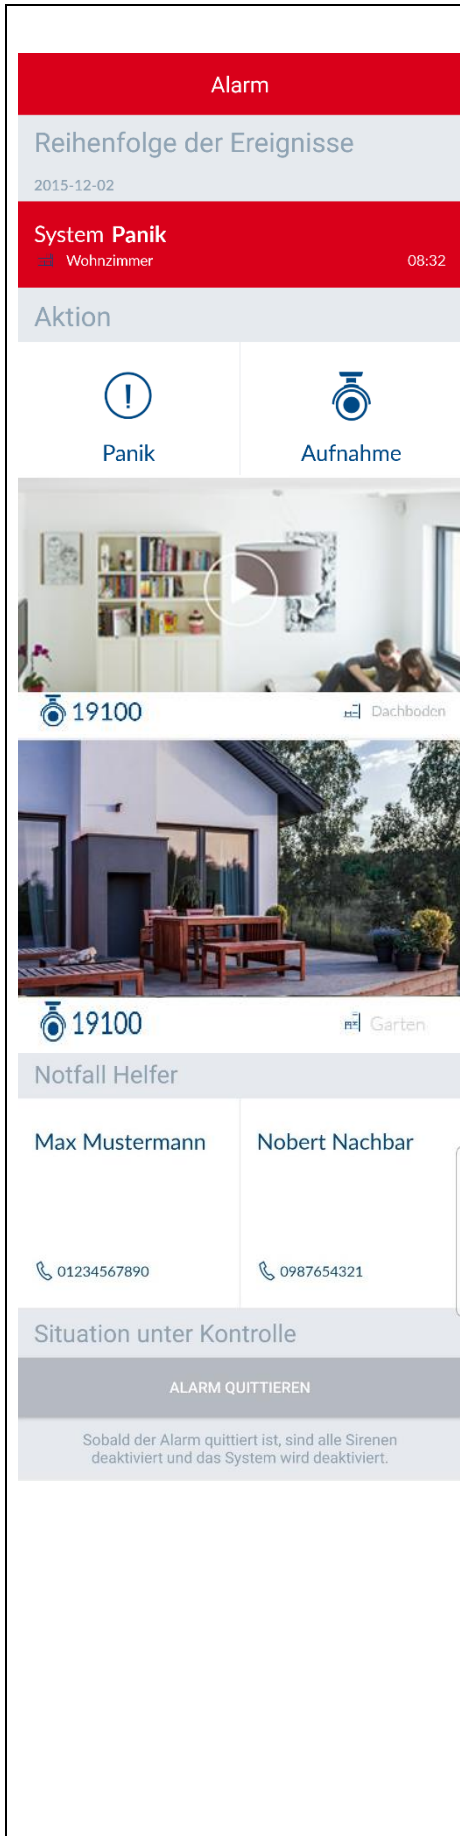 Alarm
Reihenfolge der Ereignisse
2015-12-02
System Panik
Wohnzimmer 08:32
Aktion
Panik Aufnahme
19100 Dachboden
19100 Garten
Notfall Helfer
Max Mustermann Nobert Nachbar
01234567890 0987654321
Situation unter Kontrolle
ALARM QUITTIEREN
Sobald der Alarm quittiert ist, sind alle Sirenen
deaktiviert und das System wird deaktiviert.